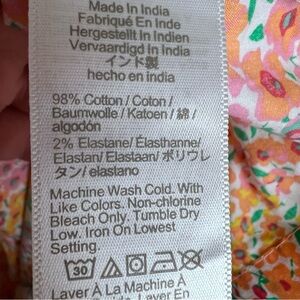 Made In India
Fabriqué En Inde
Hergestellt In Indien
Vervaardigd In India
インド製
hecho en india
98% Cotton / Coton /
Baumwolle / Katoen / 綿 /
algodón
2% Elastane/ Élasthanne/
Elastan/ Elastaan/ ポリウレ
タン/ elastano
Machine Wash Cold. With
Like Colors. Non-chlorine
Bleach Only. Tumble Dry
Low. Iron On Lowest
Setting.
30
Laver À La Machine À